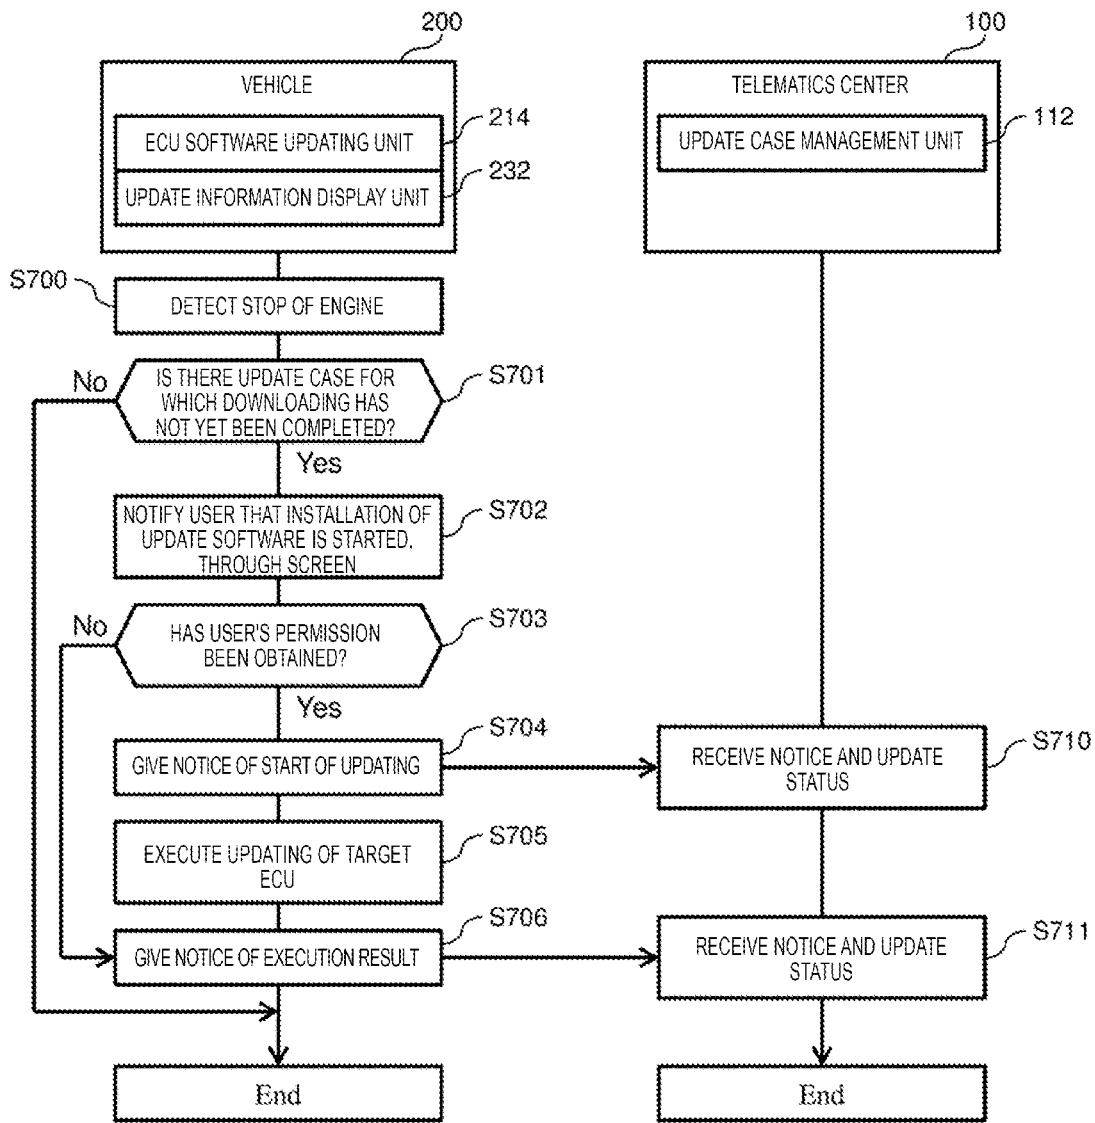 200
100
VEHICLE
TELEMATICS CENTER
ECU SOFTWARE UPDATING UNIT
214
UPDATE CASE MANAGEMENT UNIT
112
UPDATE INFORMATION DISPLAY UNIT
232
S700
DETECT STOP OF ENGINE
No
IS THERE UPDATE CASE FOR
WHICH DOWNLOADING HAS
NOT YET BEEN COMPLETED?
S701
Yes
NOTIFY USER THAT INSTALLATION OF
UPDATE SOFTWARE IS STARTED,
THROUGH SCREEN
S702
No
HAS USER'S PERMISSION
BEEN OBTAINED?
S703
Yes
GIVE NOTICE OF START OF UPDATING
S704
RECEIVE NOTICE AND UPDATE
STATUS
S710
EXECUTE UPDATING OF TARGET
ECU
S705
GIVE NOTICE OF EXECUTION RESULT
S706
RECEIVE NOTICE AND UPDATE
STATUS
S711
End
End